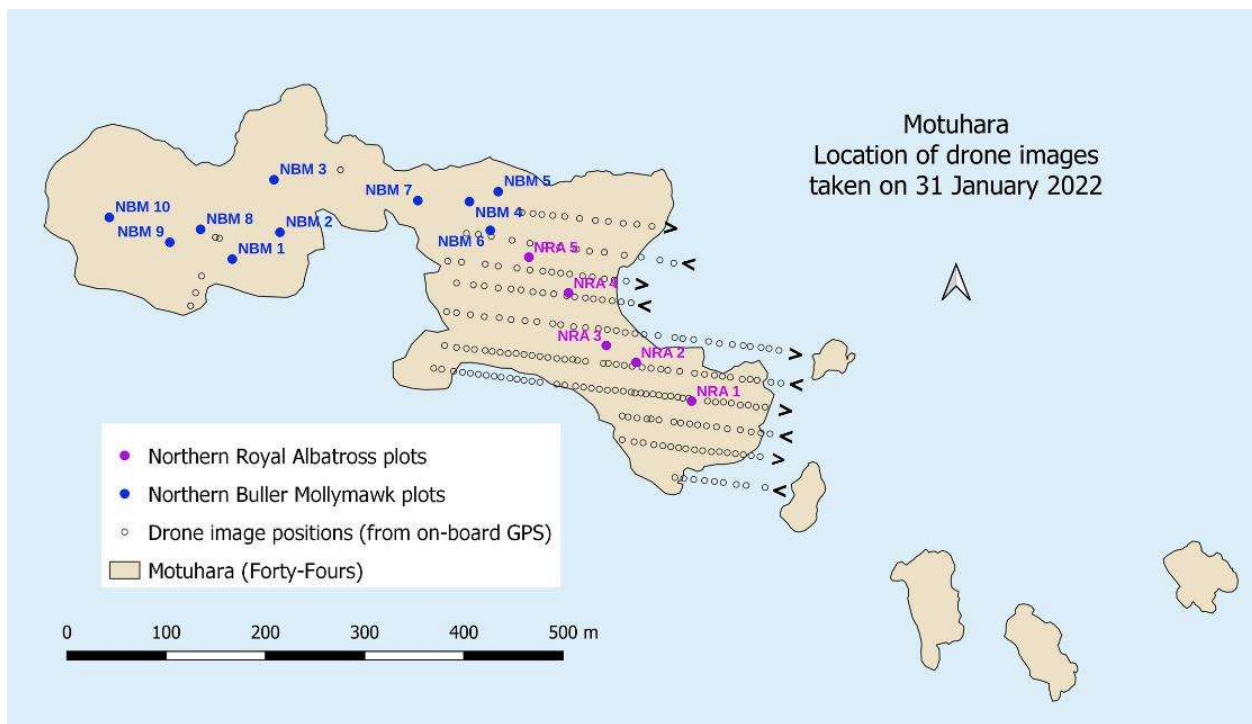 Motuhara
Location of drone images
taken on 31 January 2022
NBM 3
NBM 5
NBM 7
NBM 10
NBM 4
NBM 8
NBM 2
NBM 9
NBM 6
NBM 1
NRA 5
NRA 4
NRA 3
NRA 2
NRA 1
Northern Royal Albatross plots
Northern Buller Mollymawk plots
Drone image positions (from on-board GPS)
Motuhara (Forty-Fours)
0 100 200 300 400 500 m